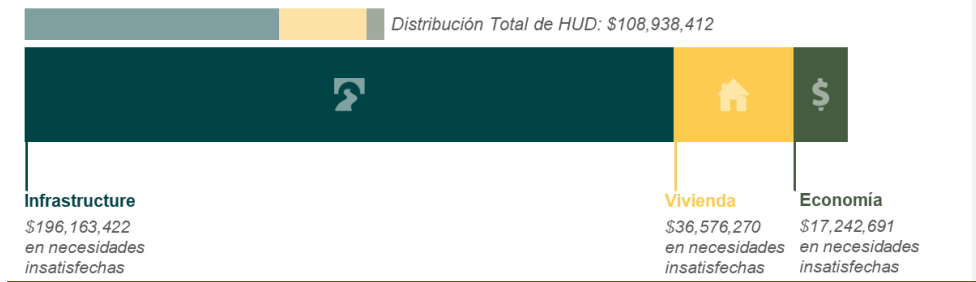 Distribución Total de HUD: $108,938,412
$
Infrastructure
$196,163,422
en necesidades
insatisfechas
Vivienda
$36,576,270
en necesidades
insatisfechas
Economía
$17,242,691
en necesidades
insatisfechas